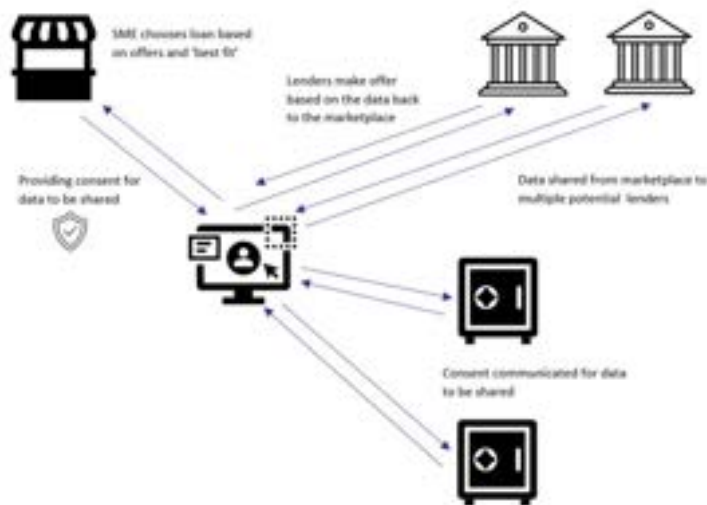 SME chooses loan based
on offers and 'best fit'
Lenders make offer
based on the data back
to the marketplace
Providing consent for
data to be shared
Data shared from marketplace to
multiple potential lenders
Consent communicated for data
to be shared